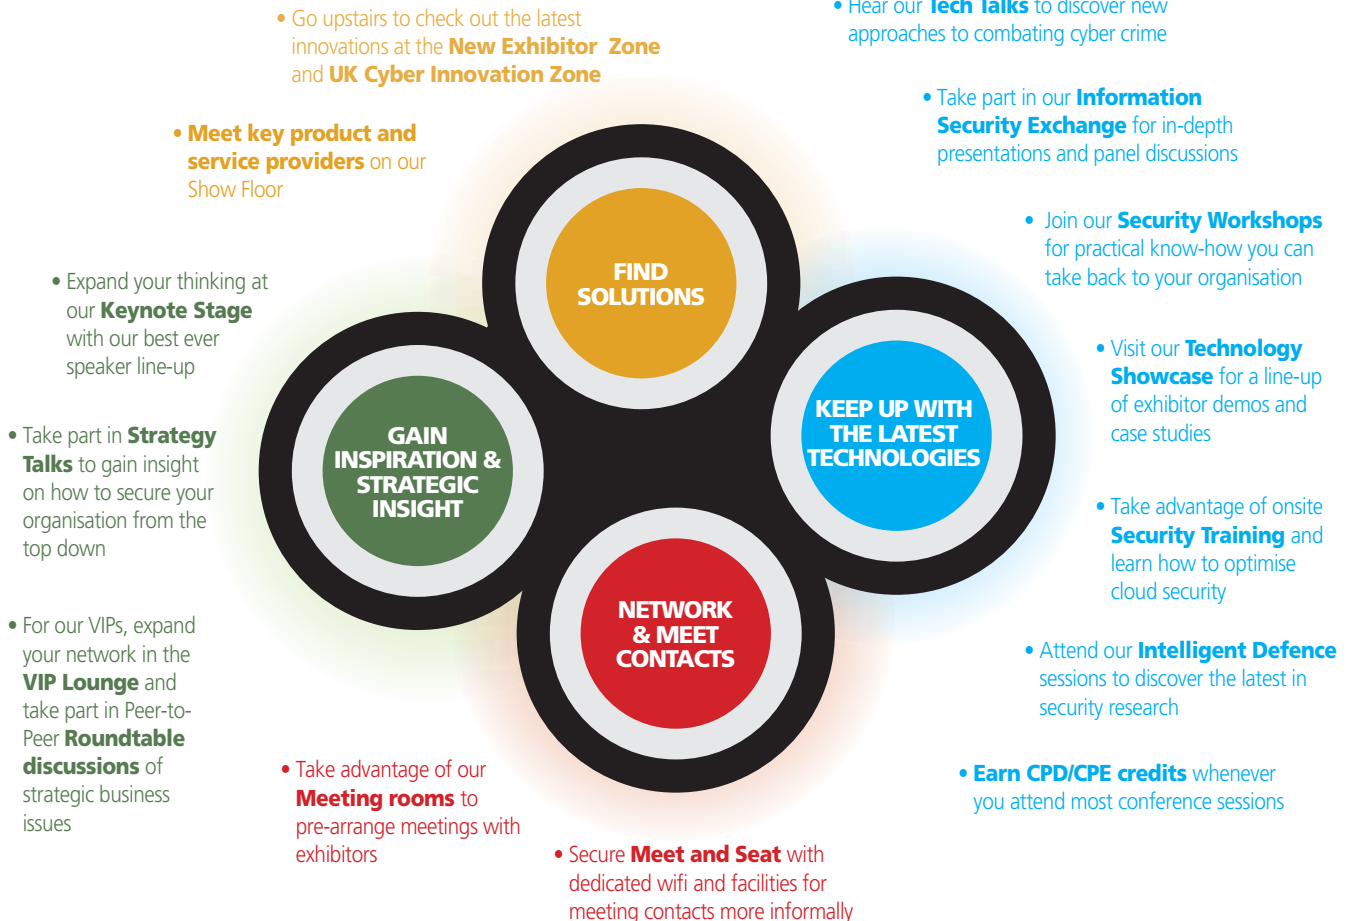 • Go upstairs to check out the latest
innovations at the New Exhibitor Zone
and UK Cyber Innovation Zone
• Meet key product and
service providers on our
Show Floor
• Expand your thinking at
our Keynote Stage
with our best ever
speaker line-up
• Take part in Strategy
Talks to gain insight
on how to secure your
organisation from the
top down
• For our VIPs, expand
your network in the
VIP Lounge and
take part in Peer-to-
Peer Roundtable
discussions of
strategic business
issues
FIND
SOLUTIONS
GAIN
INSPIRATION &
STRATEGIC
INSIGHT
KEEP UP WITH
THE LATEST
TECHNOLOGIES
NETWORK
& MEET
CONTACTS
• Hear our Tech Talks to discover new
approaches to combating cyber crime
• Take part in our Information
Security Exchange for in-depth
presentations and panel discussions
• Join our Security Workshops
for practical know-how you can
take back to your organisation
• Visit our Technology
Showcase for a line-up
of exhibitor demos and
case studies
• Take advantage of onsite
Security Training and
learn how to optimise
cloud security
• Attend our Intelligent Defence
sessions to discover the latest in
security research
• Earn CPD/CPE credits whenever
you attend most conference sessions
• Take advantage of our
Meeting rooms to
pre-arrange meetings with
exhibitors
• Secure Meet and Seat with
dedicated wifi and facilities for
meeting contacts more informally